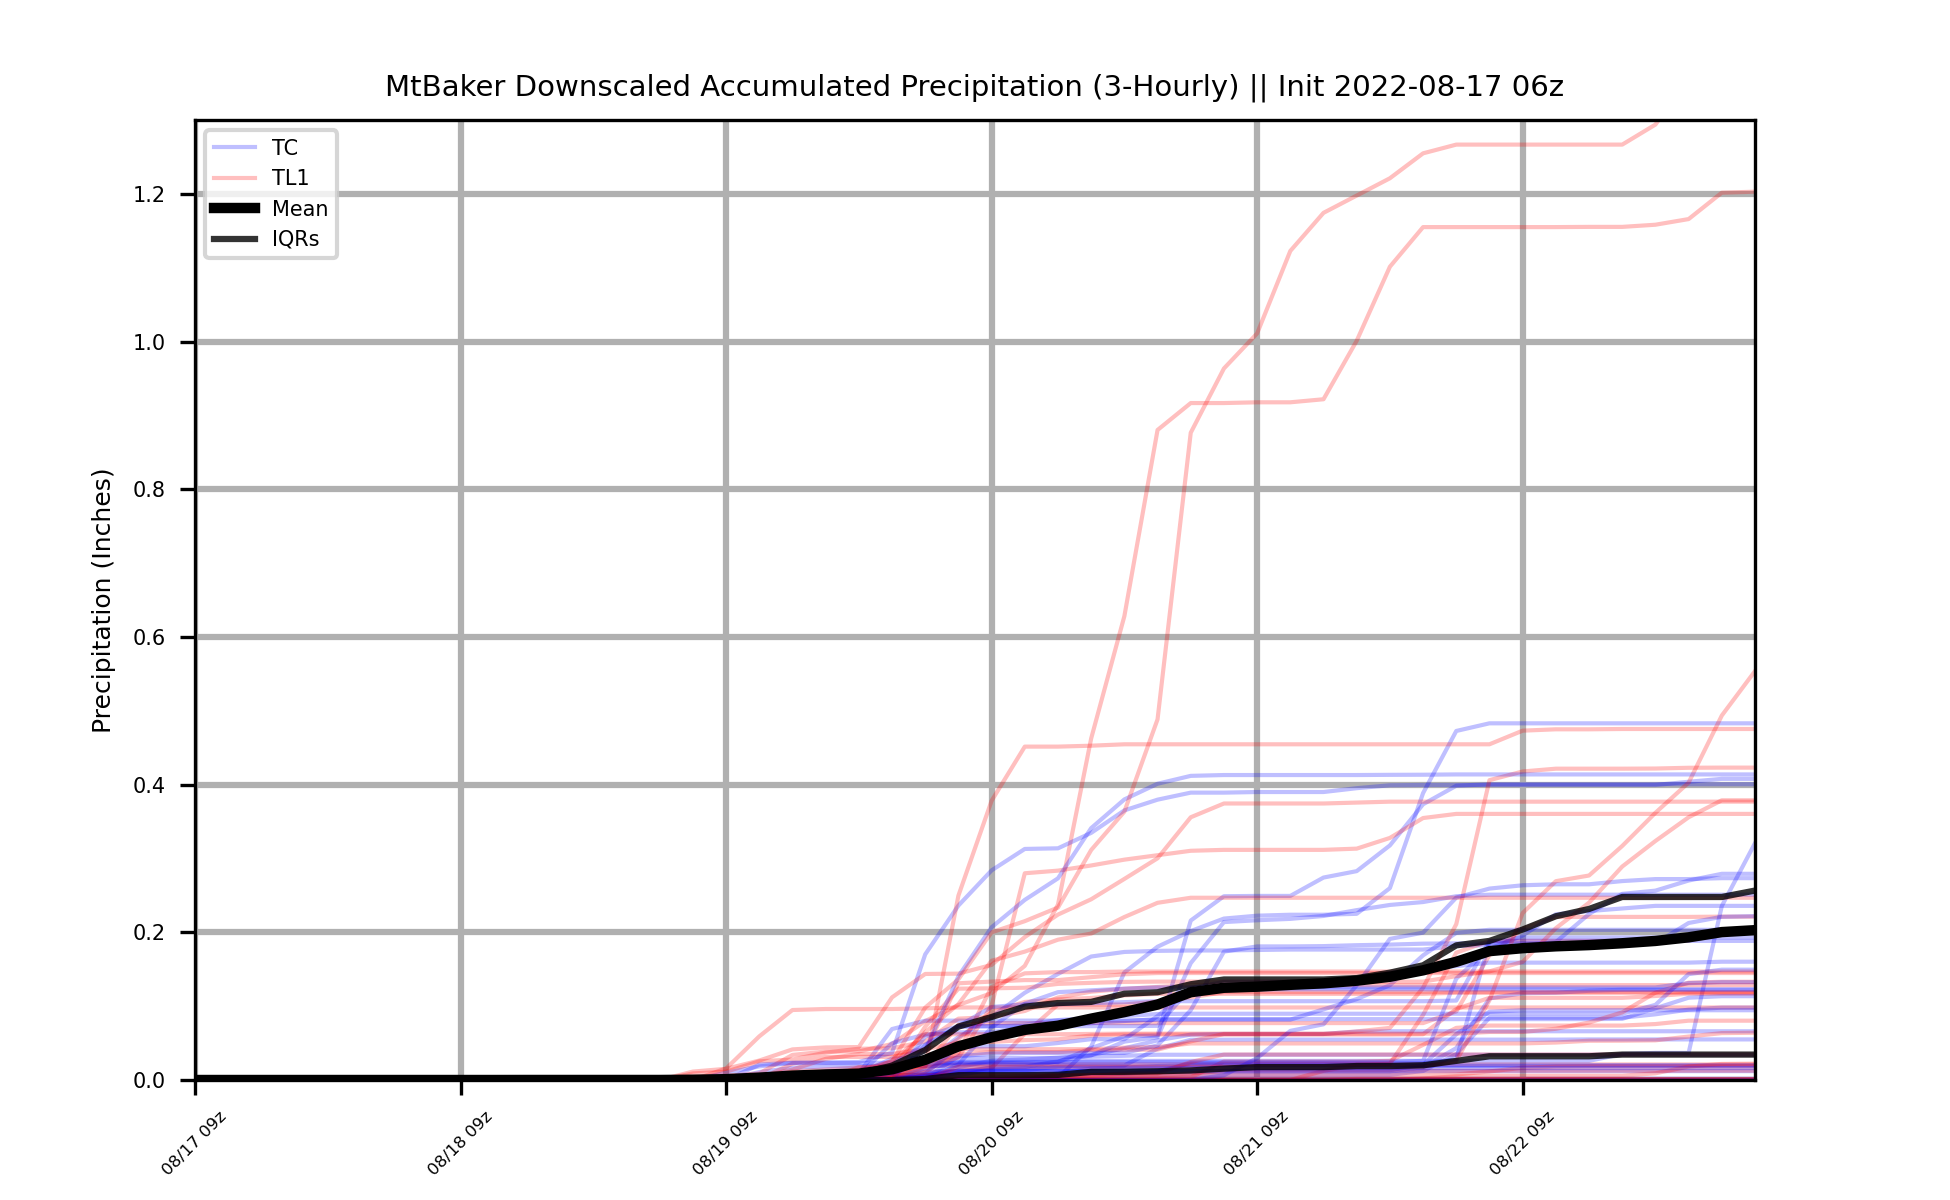 MtBaker Downscaled Accumulated Precipitation (3-Hourly) || Init 2022-08-17 06z
TC
TL1
Mean
IQRs
1.2
1.0
0.8
0.6
0.4
0.2
0.0
Precipitation (Inches)
08/17 09z
08/18 09z
08/19 09z
08/20 09z
08/21 09z
08/22 09z